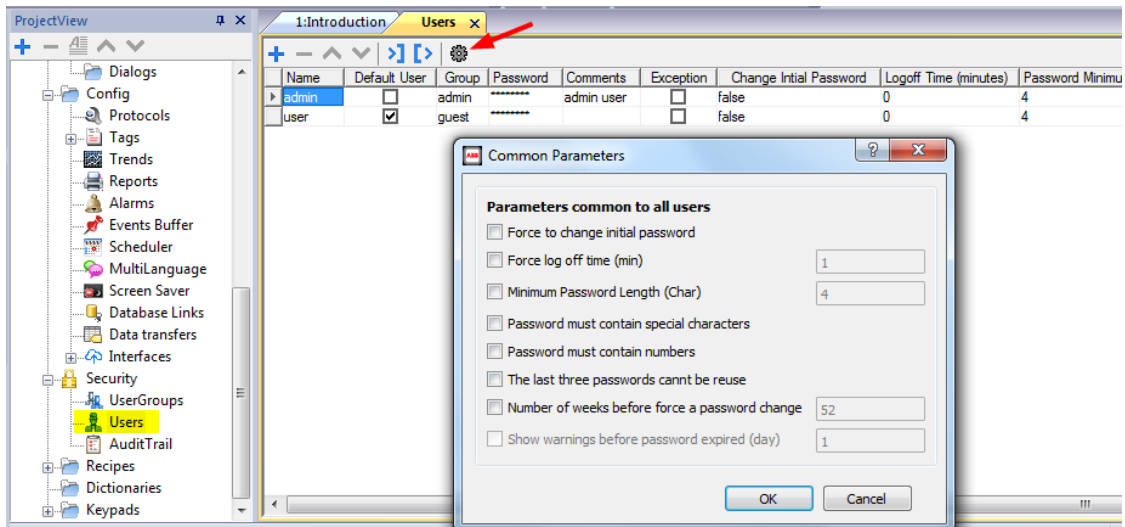 ProjectView
Dialogs
Config
Protocols
Tags
Trends
Reports
Alarms
Events Buffer
Scheduler
MultiLanguage
Screen Saver
Database Links
Data transfers
Interfaces
Security
UserGroups
Users
AuditTrail
Recipes
Dictionaries
Keypads
1:Introduction Users
Name Default User Group Password Comments Exception Change Intial Password Logoff Time (minutes) Password Minimu
admin admin ******** admin user false 0 4
user guest ******** false 0 4
ABB Common Parameters
Parameters common to all users
Force to change initial password
Force log off time (min) 1
Minimum Password Length (Char) 4
Password must contain special characters
Password must contain numbers
The last three passwords cannt be reuse
Number of weeks before force a password change 52
Show warnings before password expired (day) 1
OK Cancel